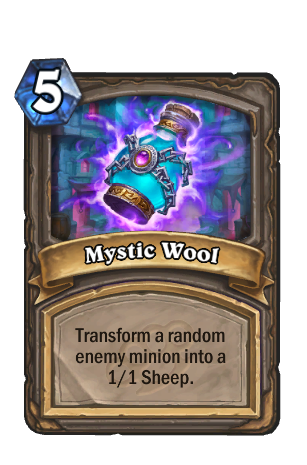 5
Mystic Wool
Transform a random
enemy minion into a
1/1 Sheep.